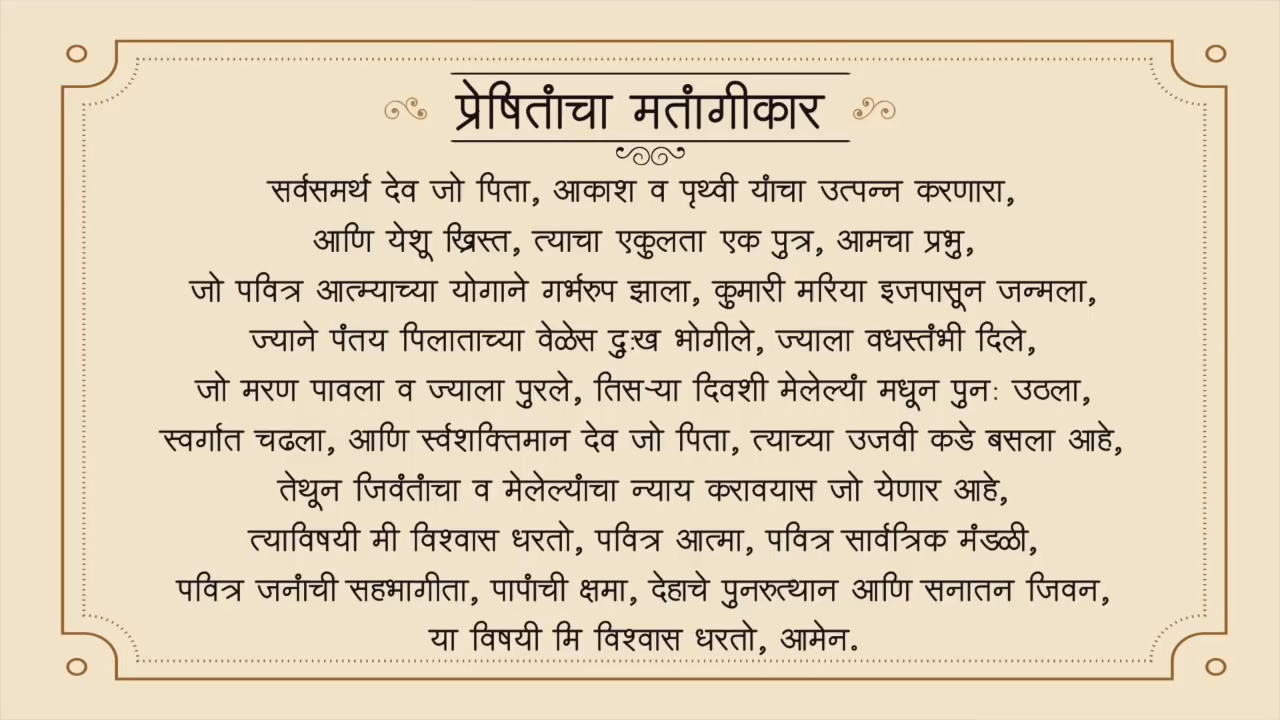 प्रेषितांचा मतांगीकार
सर्वसमर्थ देव जो पिता, आकाश व पृथ्वी यांचा उत्पन्न करणारा,
आणि येशू ख्रिस्त, त्याचा एकुलता एक पुत्र, आमचा प्रभु,
जो पवित्र आत्म्याच्या योगाने गर्भरुप झाला, कुमारी मरिया इजपासून जन्मला,
ज्याने पंतय पिलाताच्या वेळेस दुःख भोगीले, ज्याला वधस्तंभी दिले,
जो मरण पावला व ज्याला पुरले, तिसऱ्या दिवशी मेलेल्यां मधून पुनः उठला,
स्वर्गात चढला, आणि र्स्वशक्तिमान देव जो पिता, त्याच्या उजवी कडे बसला आहे,
तेथून जिवंतांचा व मेलेल्यांचा न्याय करावयास जो येणार आहे,
त्याविषयी मी विश्वास धरतो, पवित्र आत्मा, पवित्र सार्वत्रिक मंडळी,
पवित्र जनांची सहभागीता, पापांची क्षमा, देहाचे पुनरुत्थान आणि सनातन जिवन,
या विषयी मि विश्वास धरतो, आमेन.